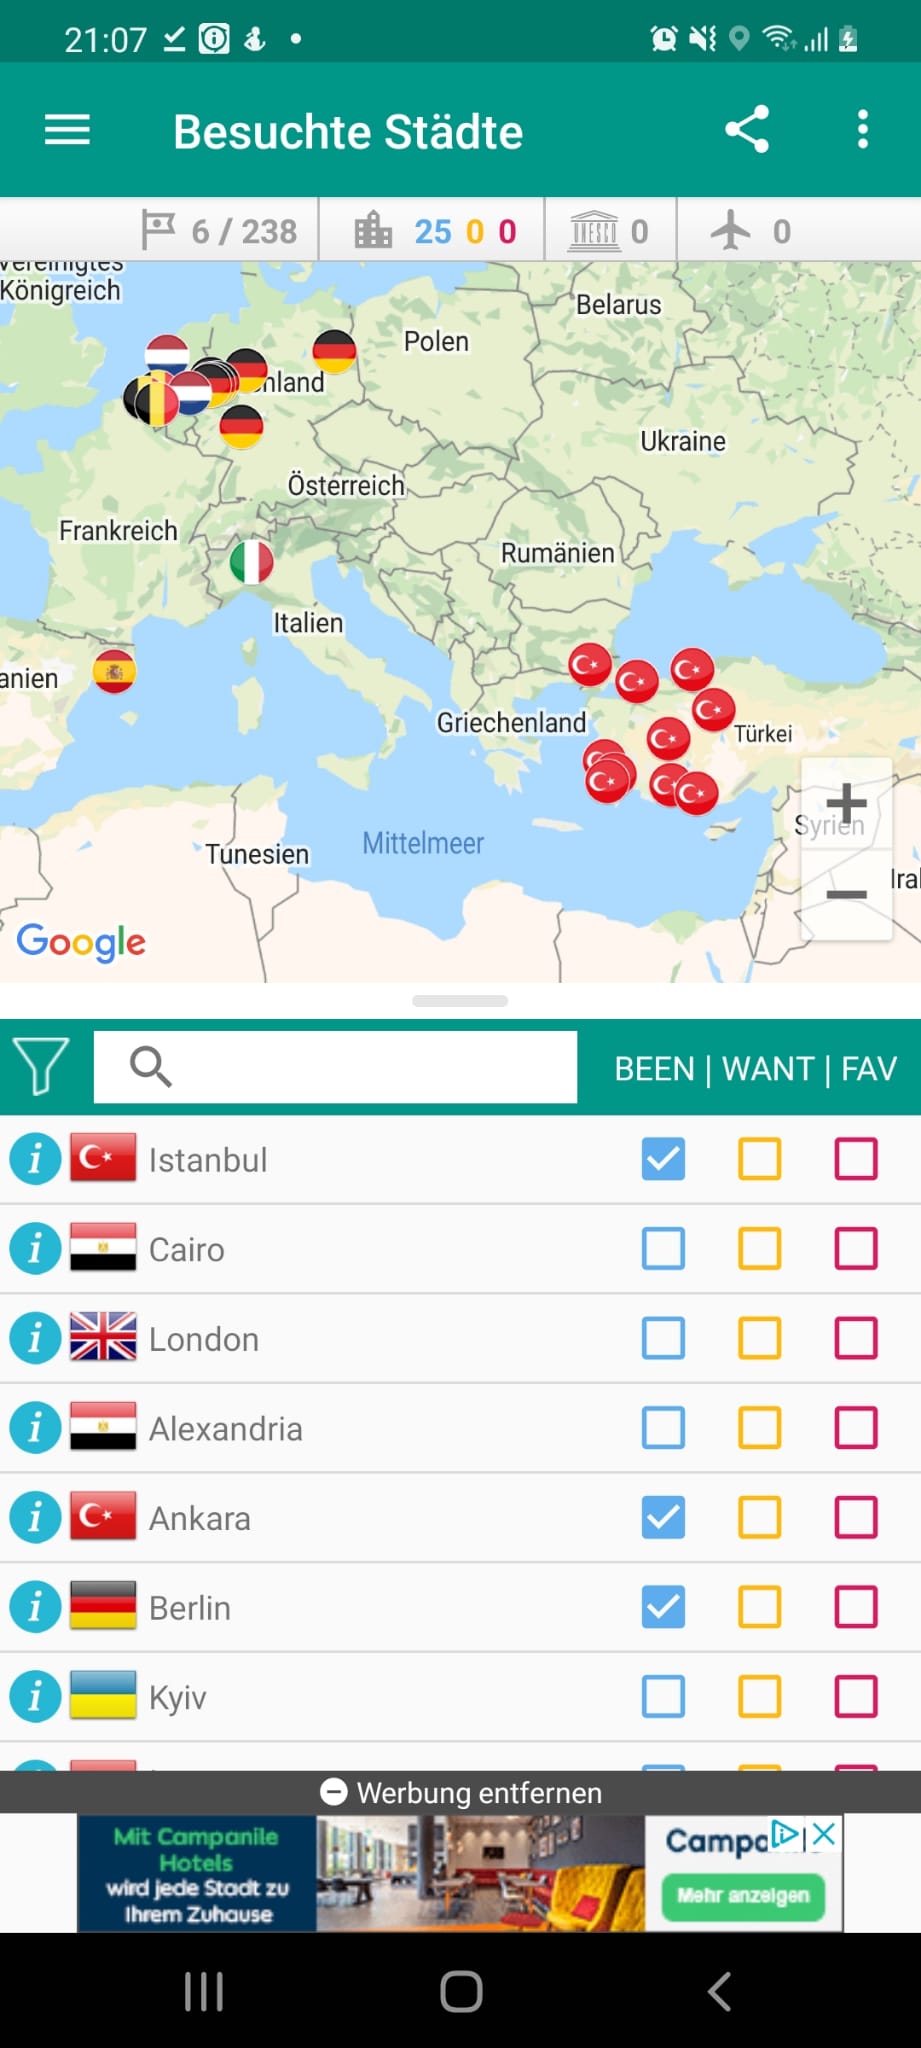 21:07
Besuchte Städte
6 / 238
25 0 0
UNESCO 0
0
Vereinigtes
Königreich
Belarus
Polen
hland
Ukraine
Österreich
Frankreich
Rumänien
Italien
anien
Griechenland
Türkei
Syrien
Mittelmeer
Tunesien
Ira
Google
BEEN | WANT | FAV
Istanbul
Cairo
London
Alexandria
Ankara
Berlin
Kyiv
Werbung entfernen
Mit Campanile
Hotels
wird jede Stadt zu
Ihrem Zuhause
Campa
Mehr anzeigen